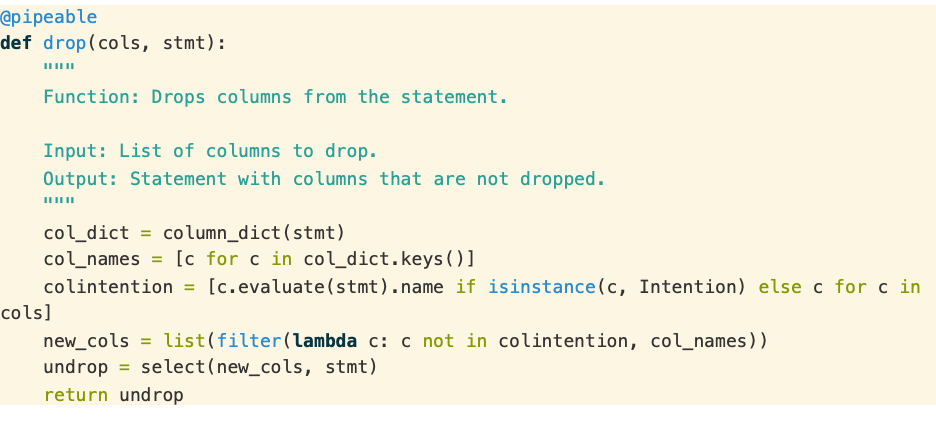 @pipeable
def drop(cols, stmt):
    """
    Function: Drops columns from the statement.

    Input: List of columns to drop.
    Output: Statement with columns that are not dropped.
    """
    col_dict = column_dict(stmt)
    col_names = [c for c in col_dict.keys()]
    colintention = [c.evaluate(stmt).name if isinstance(c, Intention) else c for c in
cols]
    new_cols = list(filter(lambda c: c not in colintention, col_names))
    undrop = select(new_cols, stmt)
    return undrop